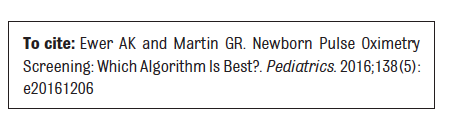 To cite: Ewer AK and Martin GR. Newborn Pulse Oximetry
Screening: Which Algorithm Is Best?. Pediatrics. 2016;138(5):
e20161206